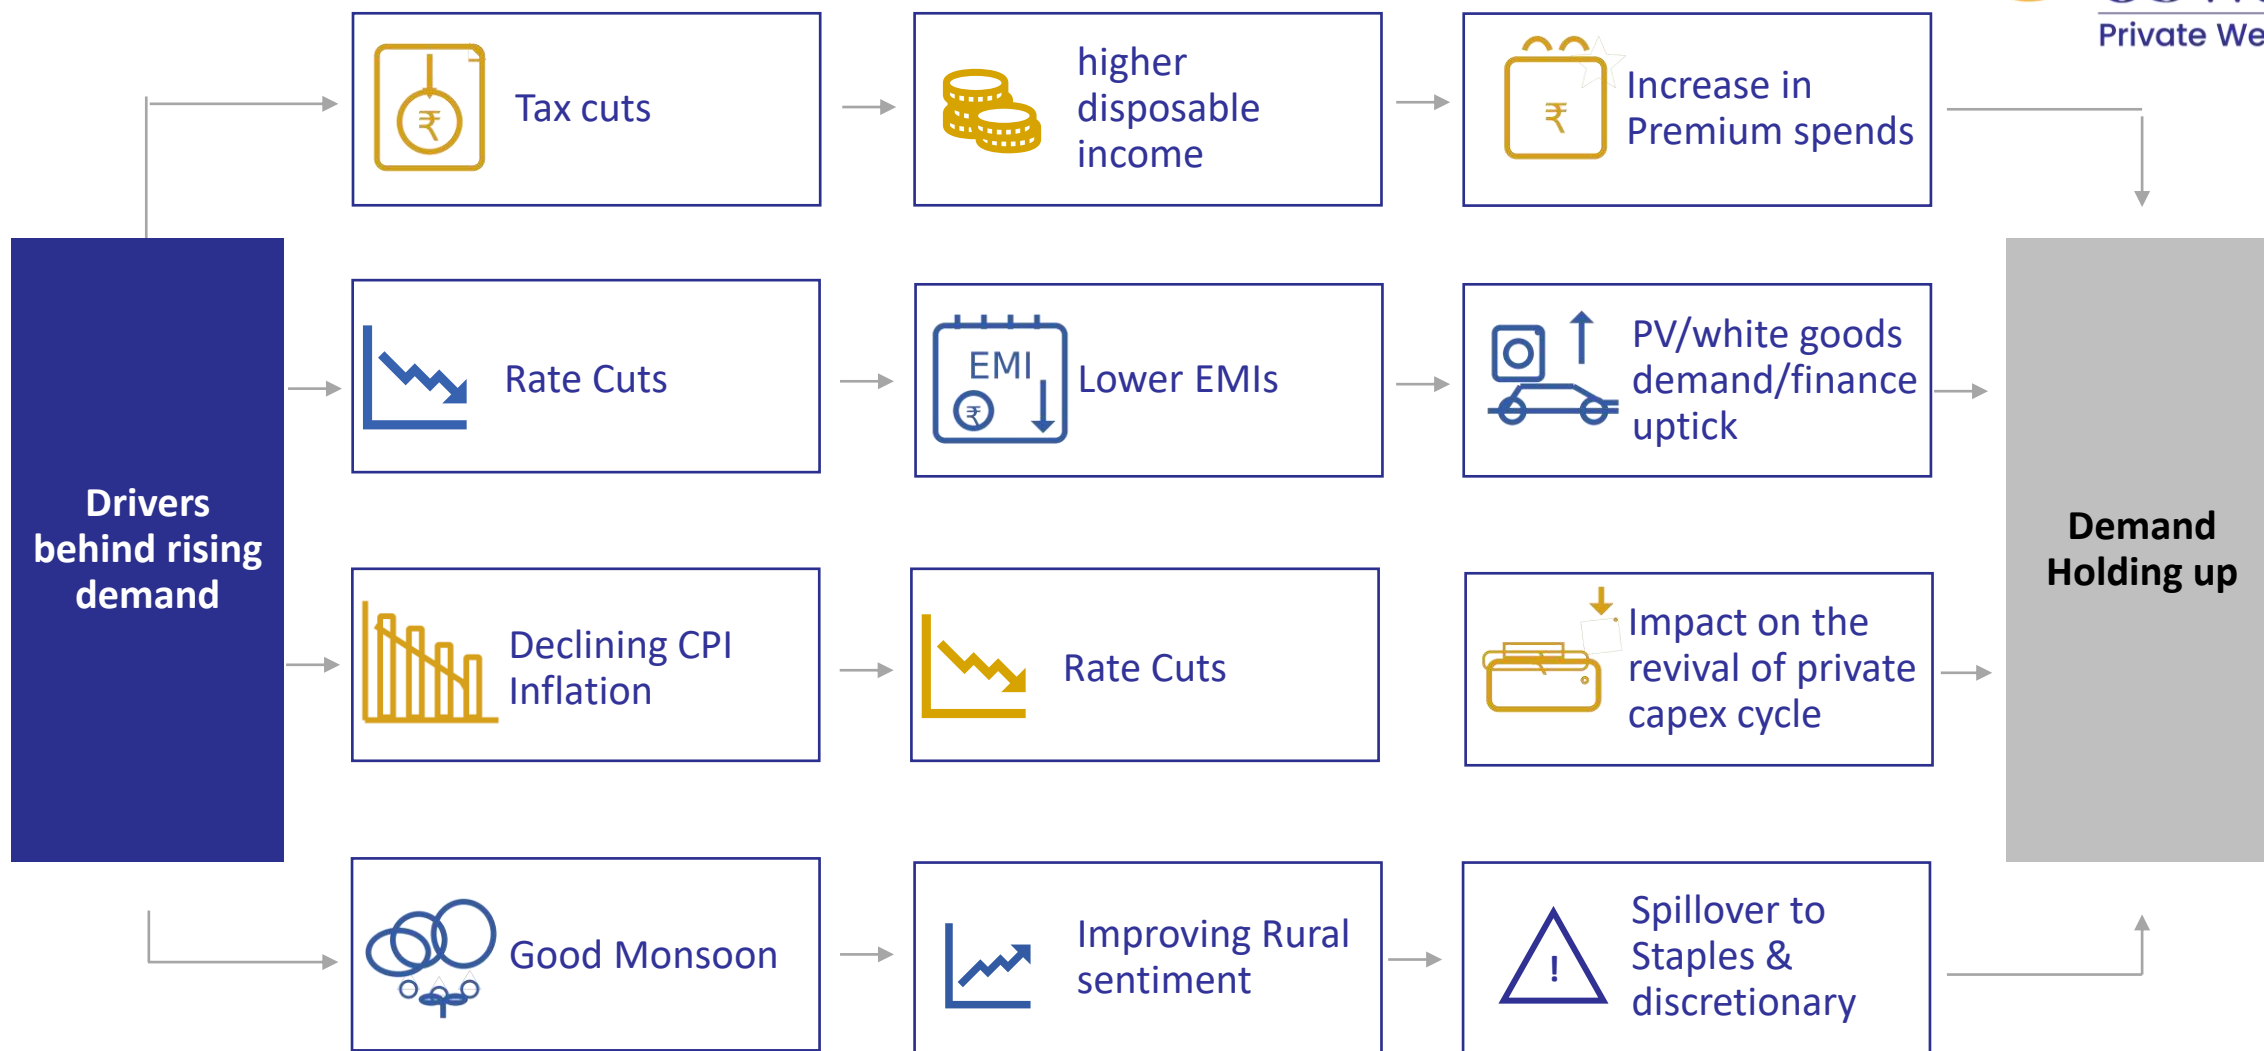 Private We
Tax cuts
₹
higher
disposable
income
₹
Increase in
Premium spends
Drivers
behind rising
demand
Rate Cuts
EMI
₹
Lower EMIs
PV/white goods
demand/finance
uptick
Declining CPI
Inflation
Rate Cuts
Impact on the
revival of private
capex cycle
Good Monsoon
Improving Rural
sentiment
!
Spillover to
Staples &
discretionary
Demand
Holding up